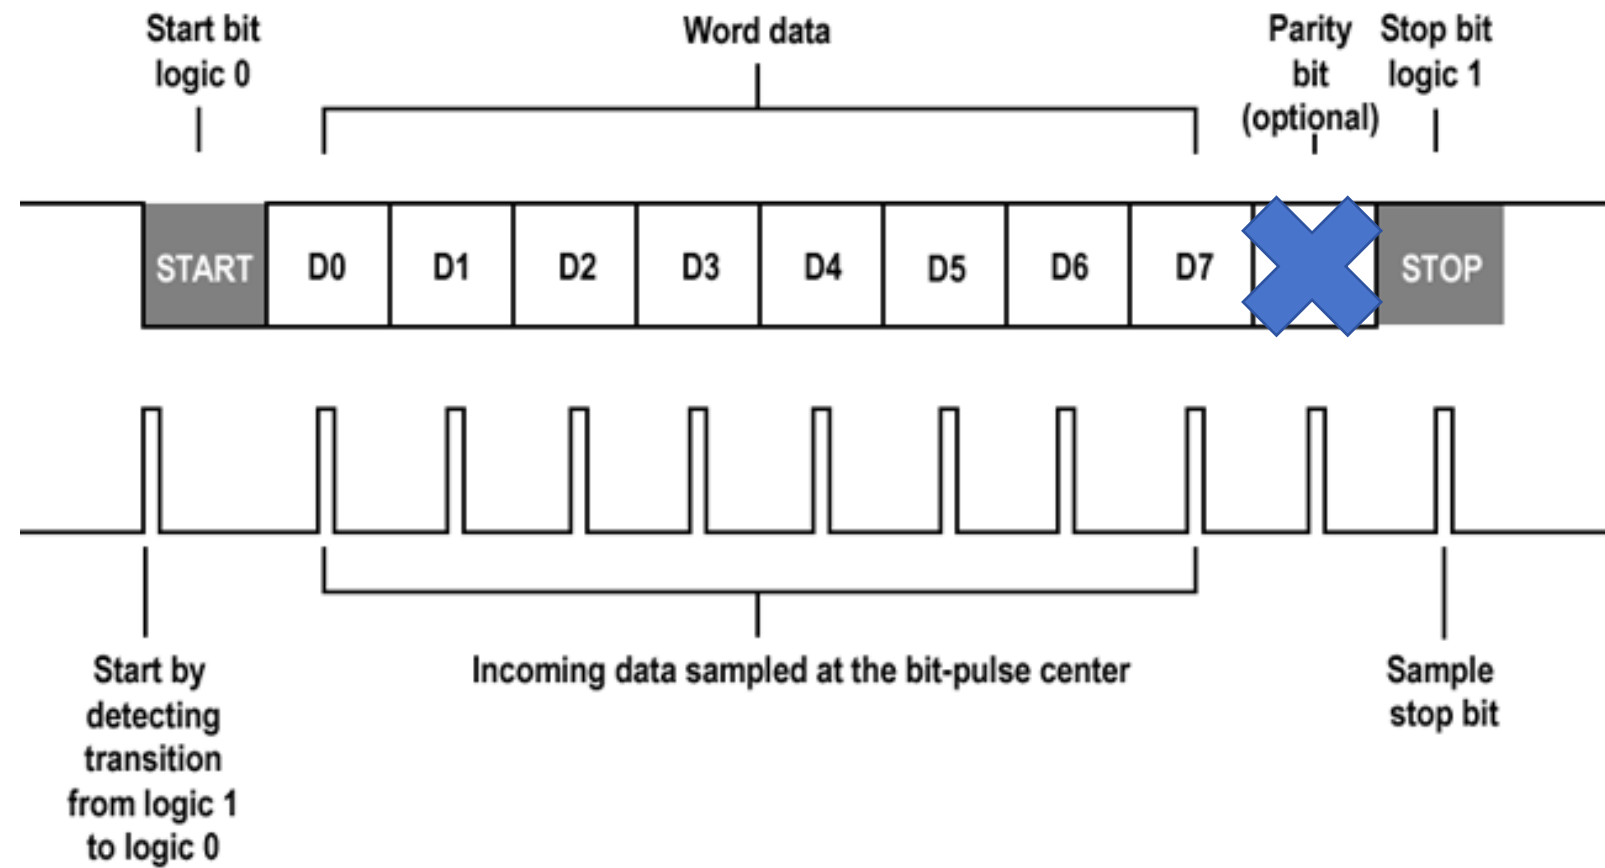 Start bit
logic 0
Word data
Parity
bit
(optional)
Stop bit
logic 1
START
D0
D1
D2
D3
D4
D5
D6
D7
STOP
Start by
detecting
transition
from logic 1
to logic 0
Incoming data sampled at the bit-pulse center
Sample
stop bit